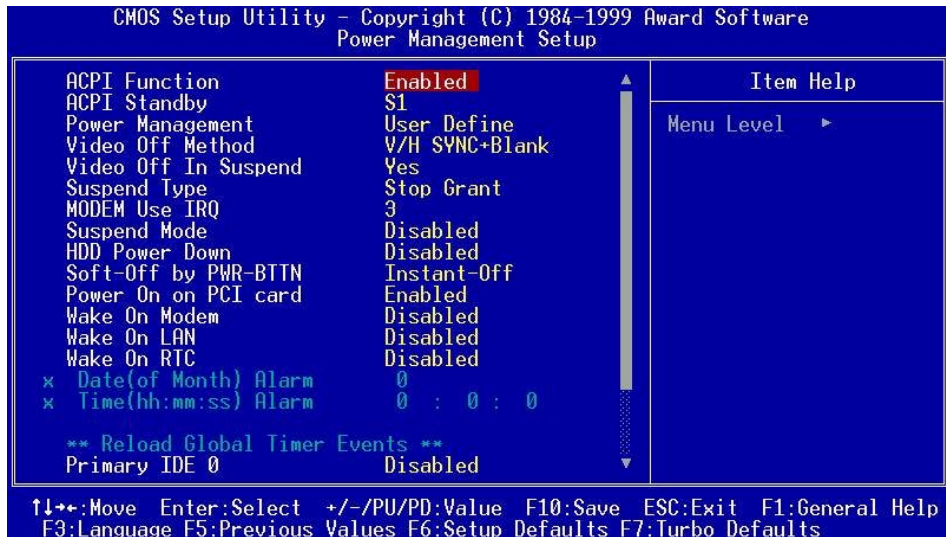 CMOS Setup Utility – Copyright (C) 1984-1999 Award Software
Power Management Setup
ACPI Function Enabled
ACPI Standby S1
Power Management User Define
Video Off Method V/H SYNC+Blank
Video Off In Suspend Yes
Suspend Type Stop Grant
MODEM Use IRQ 3
Suspend Mode Disabled
HDD Power Down Disabled
Soft-Off by PWR-BTTN Instant-Off
Power On on PCI card Enabled
Wake On Modem Disabled
Wake On LAN Disabled
Wake On RTC Disabled
x Date(of Month) Alarm 0
x Time(hh:mm:ss) Alarm 0 : 0 : 0
** Reload Global Timer Events **
Primary IDE 0 Disabled
Item Help
Menu Level ►
↑↓→←:Move Enter:Select +/-/PU/PD:Value F10:Save ESC:Exit F1:General Help
F3:Language F5:Previous Values F6:Setup Defaults F7:Turbo Defaults